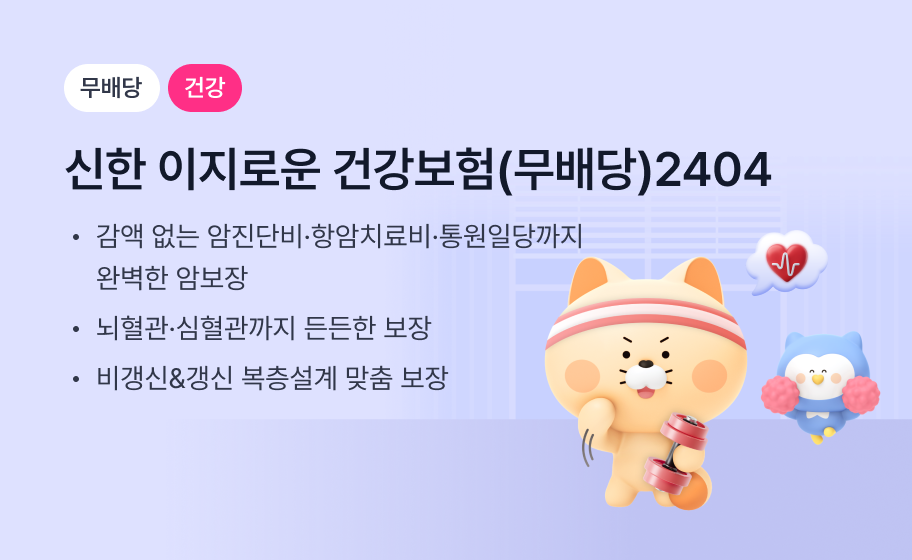 무배당 건강
신한 이지로운 건강보험(무배당)2404
• 감액 없는 암진단비·항암치료비·통원일당까지
완벽한 암보장
• 뇌혈관·심혈관까지 든든한 보장
• 비갱신&갱신 복층설계 맞춤 보장